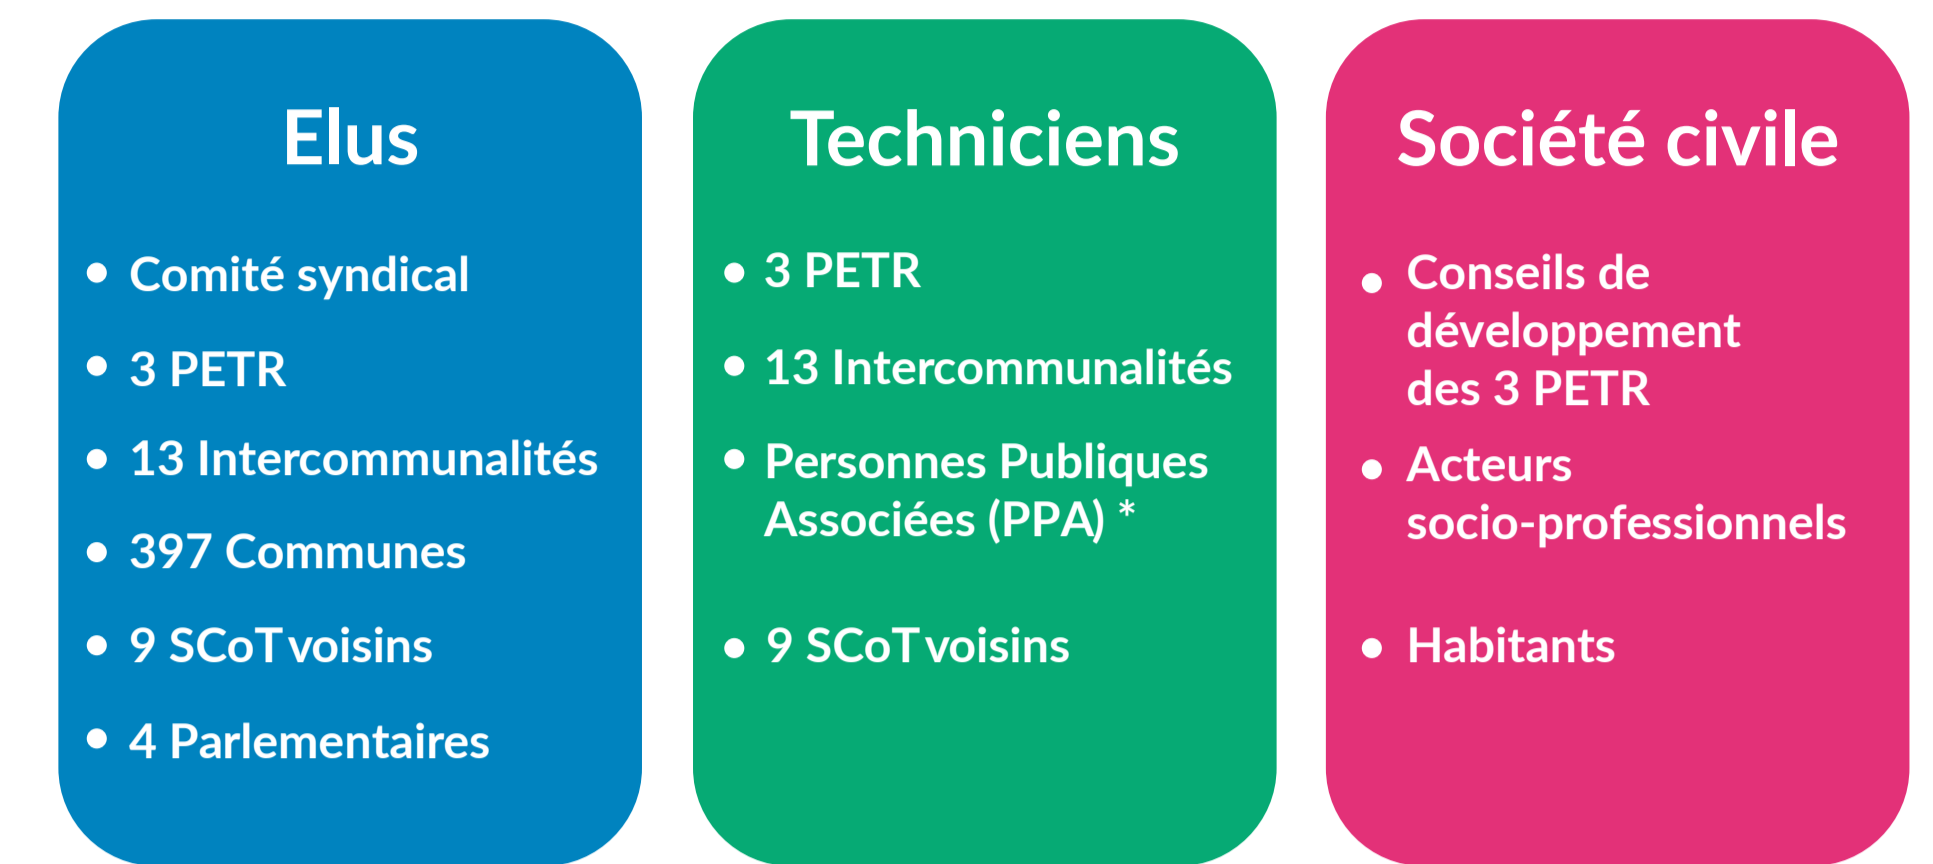 Elus
• Comité syndical
• 3 PETR
• 13 Intercommunalités
• 397 Communes
• 9 SCoT voisins
• 4 Parlementaires
Techniciens
• 3 PETR
• 13 Intercommunalités
• Personnes Publiques
Associées (PPA) *
• 9 SCoT voisins
Société civile
• Conseils de
développement
des 3 PETR
• Acteurs
socio-professionnels
• Habitants